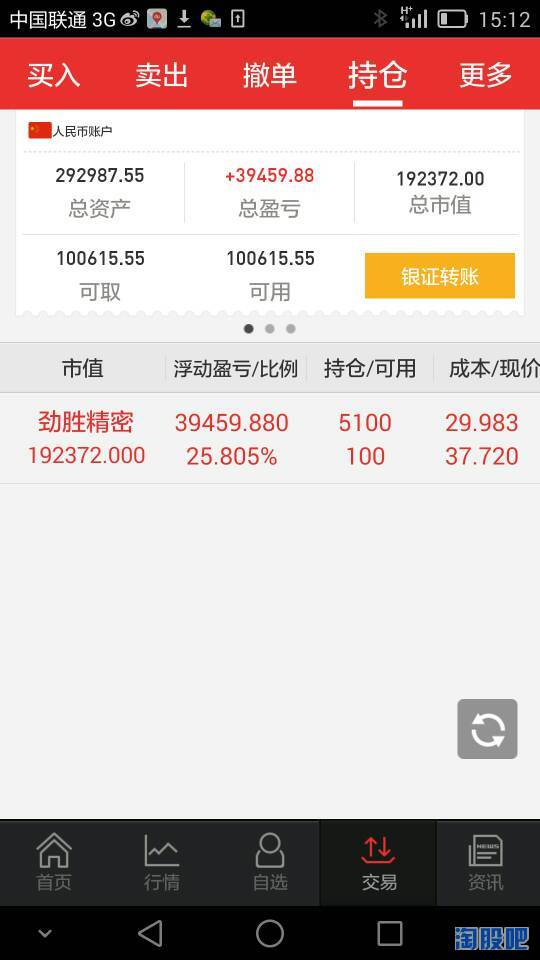 中国联通 3G 15:12
买入 卖出 撤单 持仓 更多
人民币账户
292987.55 +39459.88 192372.00
总资产 总盈亏 总市值
100615.55 100615.55 银证转账
可取 可用
市值 浮动盈亏/比例 持仓/可用 成本/现价
劲胜精密 39459.880 5100 29.983
192372.000 25.805% 100 37.720
NEWS
首页 行情 自选 交易 资讯
淘股吧